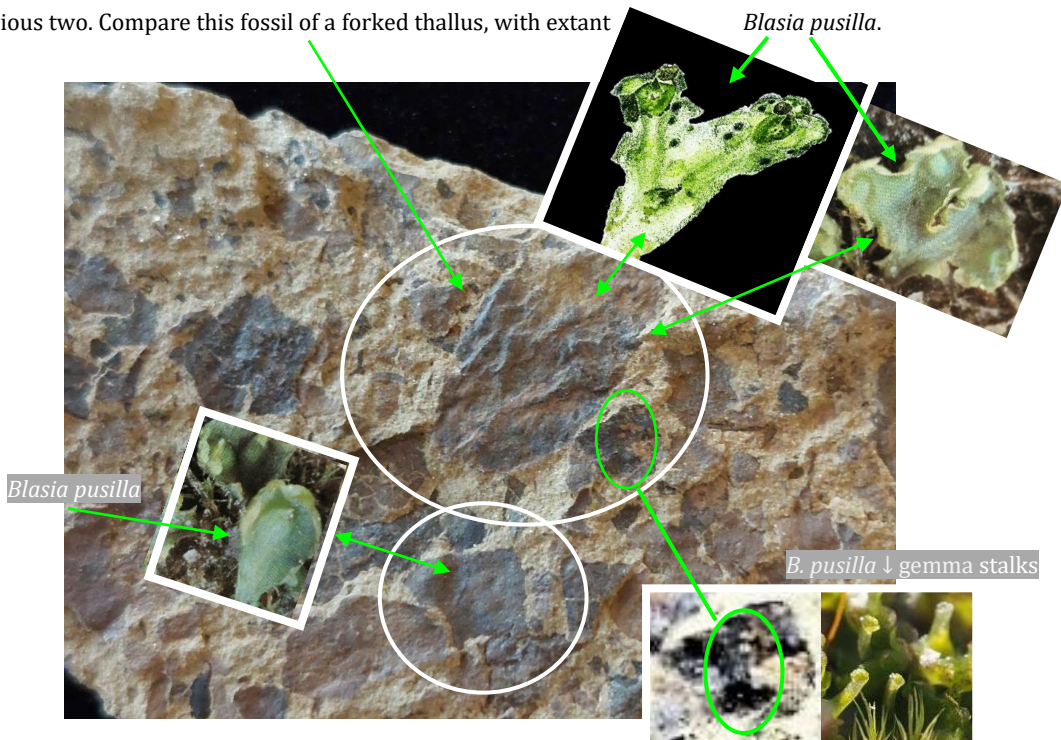 ious two. Compare this fossil of a forked thallus, with extant Blasia pusilla.
Blasia pusilla
B. pusilla ↓ gemma stalks